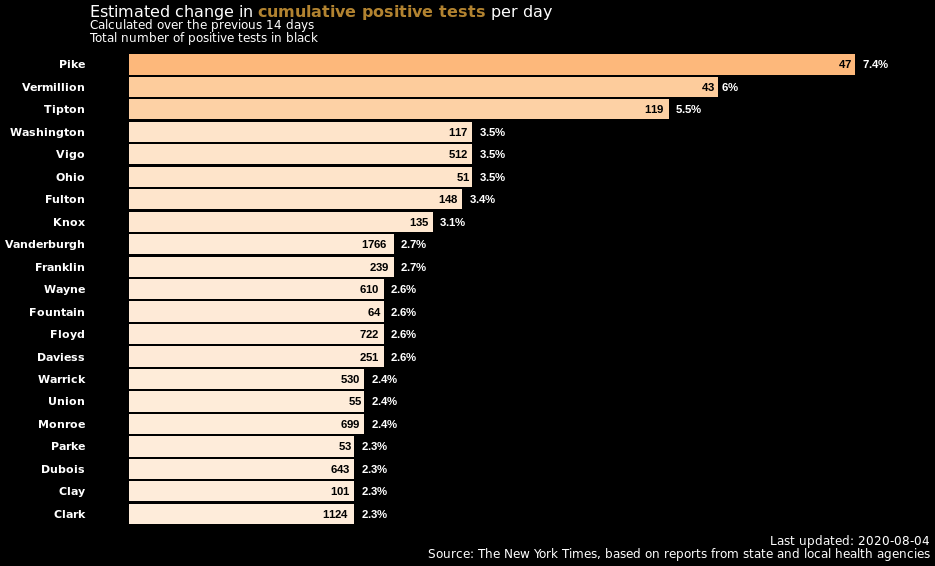 Estimated change in cumulative positive tests per day
Calculated over the previous 14 days
Total number of positive tests in black
Pike 47 7.4%
Vermillion 43 6%
Tipton 119 5.5%
Washington 117 3.5%
Vigo 512 3.5%
Ohio 51 3.5%
Fulton 148 3.4%
Knox 135 3.1%
Vanderburgh 1766 2.7%
Franklin 239 2.7%
Wayne 610 2.6%
Fountain 64 2.6%
Floyd 722 2.6%
Daviess 251 2.6%
Warrick 530 2.4%
Union 55 2.4%
Monroe 699 2.4%
Parke 53 2.3%
Dubois 643 2.3%
Clay 101 2.3%
Clark 1124 2.3%
Last updated: 2020-08-04
Source: The New York Times, based on reports from state and local health agencies